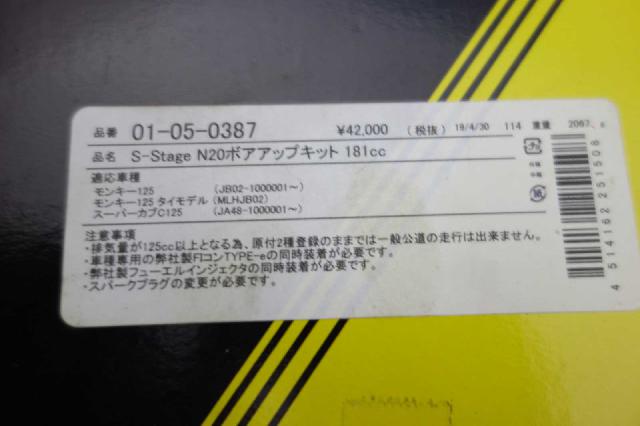 品番 01-05-0387 ¥42,000 (税抜) 19/4/30 114 重量 2067.
品名 S-Stage N20ボアアップキット 181cc
適応車種
モンキー125 (JB02-1000001〜)
モンキー125 タイモデル (MLHJB02)
スーパーカブC125 (JA48-1000001〜)
注意事項
・排気量が125cc以上となる為、原付2種登録のままでは一般公道の走行は出来ません。
・車種専用の弊社製FIコンTYPE-eの同時装着が必要です。
・弊社製フューエルインジェクタの同時装着が必要です。
・スパークプラグの変更が必要です。
4 514162 251508